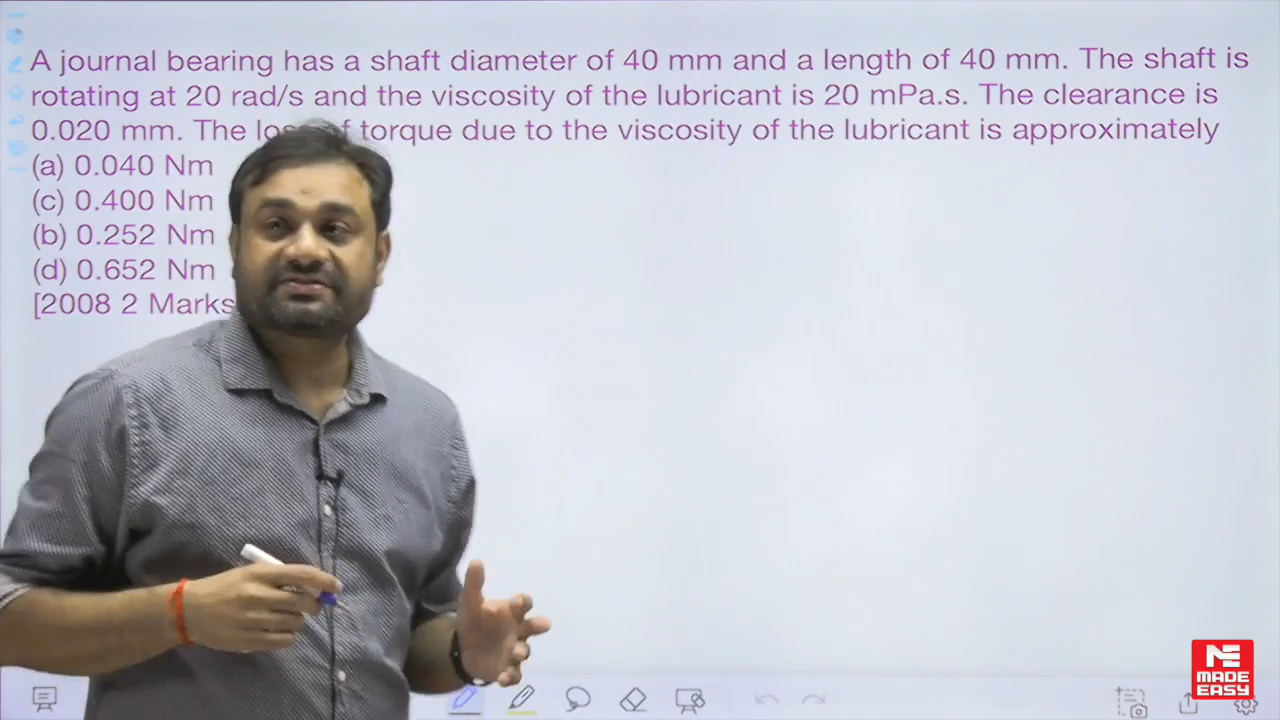 A journal bearing has a shaft diameter of 40 mm and a length of 40 mm. The shaft is
rotating at 20 rad/s and the viscosity of the lubricant is 20 mPa.s. The clearance is
0.020 mm. The loss of torque due to the viscosity of the lubricant is approximately
(a) 0.040 Nm
(c) 0.400 Nm
(b) 0.252 Nm
(d) 0.652 Nm
[2008 2 Marks
ME
MADE
EASY